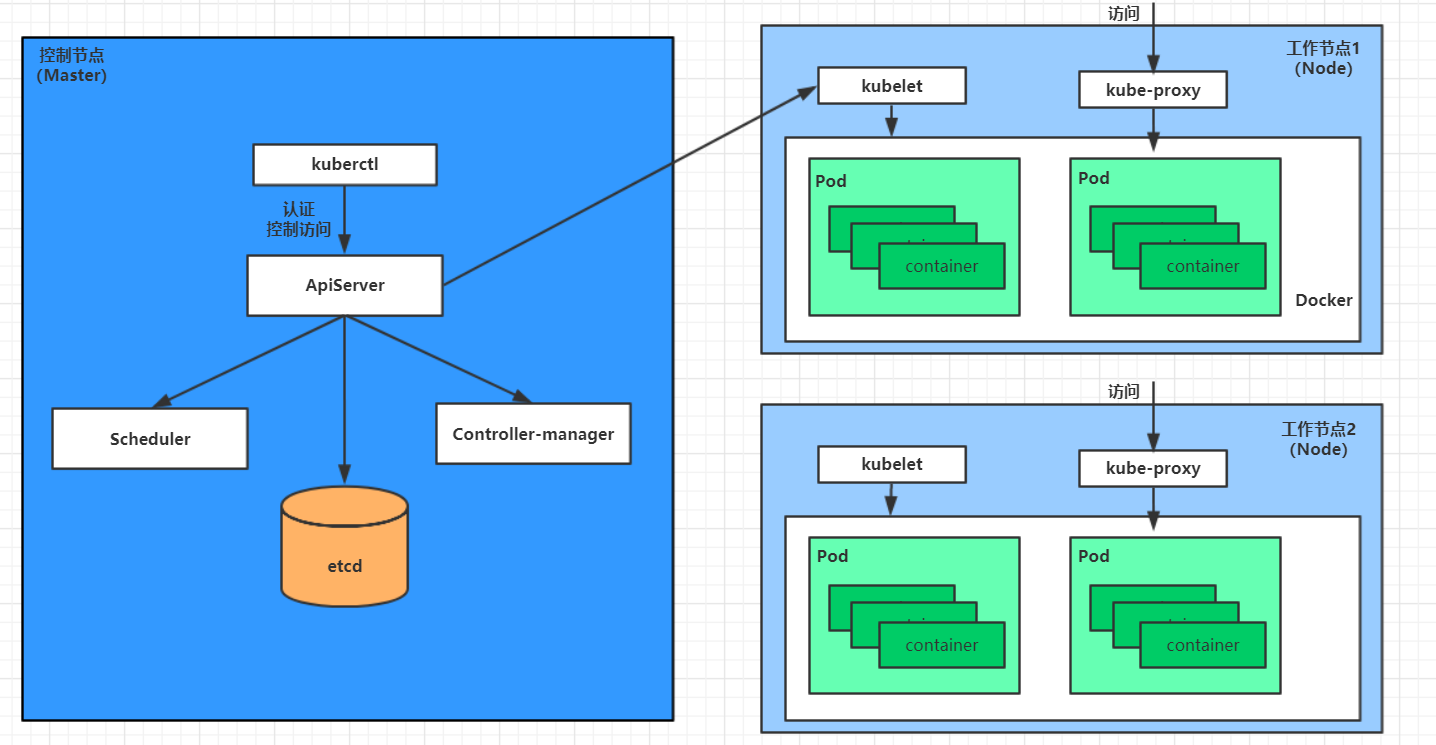 控制节点
(Master)
kuberctl
认证
控制访问
ApiServer
Scheduler
Controller-manager
etcd
访问
工作节点1
(Node)
kubelet
kube-proxy
Pod
container
Pod
container
Docker
访问
工作节点2
(Node)
kubelet
kube-proxy
Pod
container
Pod
container